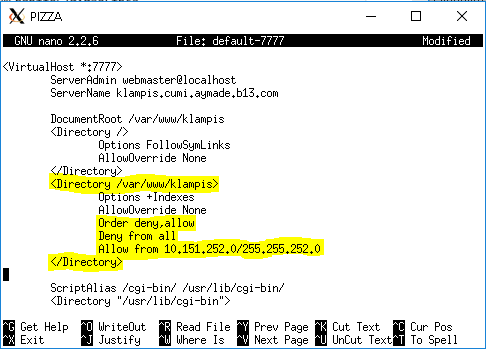 PIZZA
GNU nano 2.2.6 File: default-7777 Modified
<VirtualHost *:7777>
ServerAdmin webmaster@localhost
ServerName klampis.cumi.aymade.b13.com
DocumentRoot /var/www/klampis
<Directory />
Options FollowSymLinks
AllowOverride None
</Directory>
<Directory /var/www/klampis>
Options +Indexes
AllowOverride None
Order deny,allow
Deny from all
Allow from 10.151.252.0/255.255.252.0
</Directory>
ScriptAlias /cgi-bin/ /usr/lib/cgi-bin/
<Directory "/usr/lib/cgi-bin">
^G Get Help ^O WriteOut ^R Read File ^Y Prev Page ^K Cut Text ^C Cur Pos
^X Exit ^J Justify ^W Where Is ^V Next Page ^U UnCut Text ^T To Spell